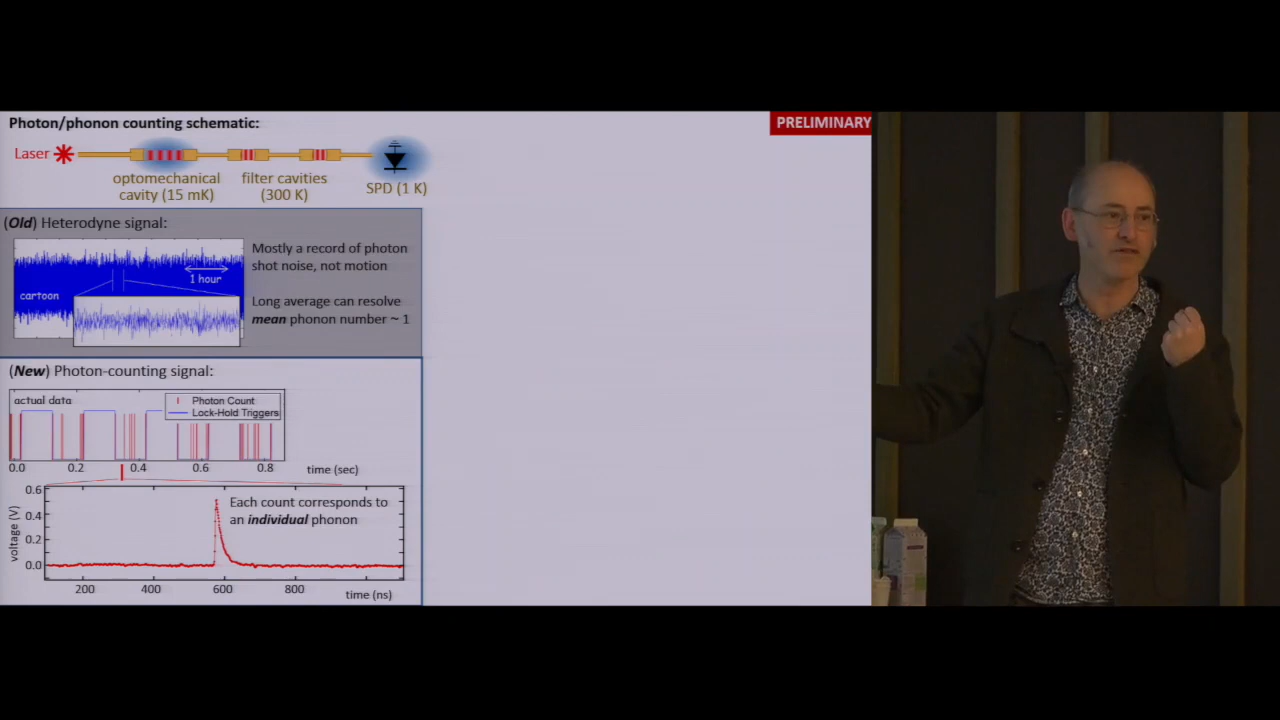 Photon/phonon counting schematic:
PRELIMINARY
Laser
optomechanical
cavity (15 mK)
filter cavities
(300 K)
SPD (1 K)
(Old) Heterodyne signal:
Mostly a record of photon
shot noise, not motion
1 hour
cartoon
Long average can resolve
mean phonon number ~ 1
(New) Photon-counting signal:
actual data
Photon Count
Lock-Hold Triggers
0.0 0.2 0.4 0.6 0.8 time (sec)
0.6
0.4
0.2
0.0
voltage (V)
Each count corresponds to
an individual phonon
200 400 600 800 time (ns)